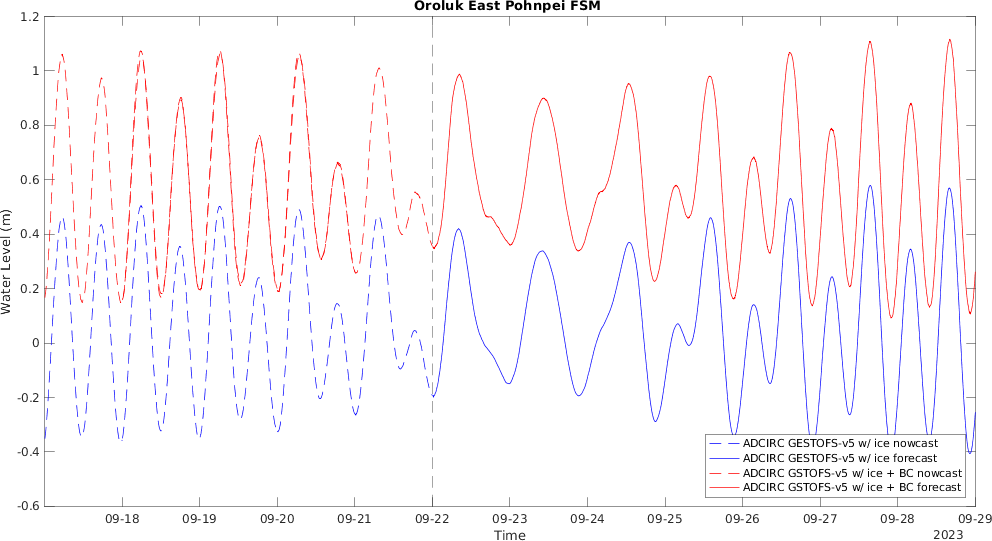 Oroluk East Pohnpei FSM
1.2
1
0.8
0.6
0.4
0.2
0
-0.2
-0.4
-0.6
Water Level (m)
ADCIRC GESTOFS-v5 w/ ice nowcast
ADCIRC GESTOFS-v5 w/ ice forecast
ADCIRC GSTOFS-v5 w/ ice + BC nowcast
ADCIRC GSTOFS-v5 w/ ice + BC forecast
09-18 09-19 09-20 09-21 09-22 09-23 09-24 09-25 09-26 09-27 09-28 09-29
Time
2023